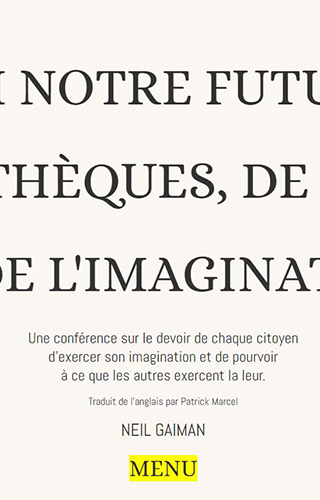 I NOTRE FUTU
THÈQUES, DE
DE L'IMAGINAT
Une conférence sur le devoir de chaque citoyen
d'exercer son imagination et de pourvoir
à ce que les autres exercent la leur.
Traduit de l'anglais par Patrick Marcel
NEIL GAIMAN
MENU